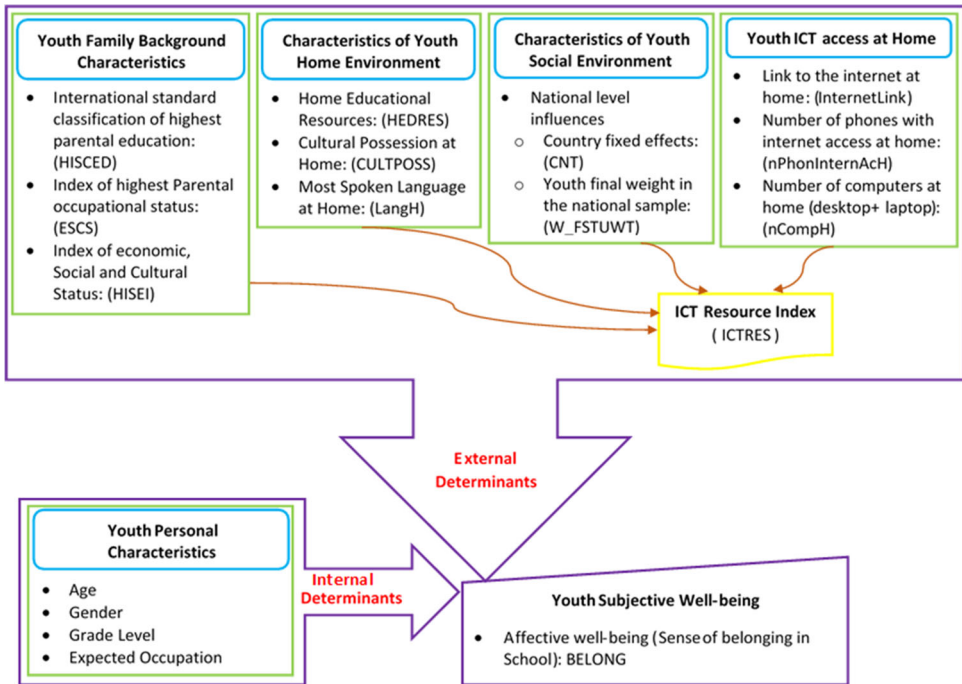 Youth Family Background
Characteristics
• International standard
classification of highest
parental education:
(HISCED)
• Index of highest Parental
occupational status:
(ESCS)
• Index of economic,
Social and Cultural
Status: (HISEI)
Characteristics of Youth
Home Environment
• Home Educational
Resources: (HEDRES)
• Cultural Possession at
Home: (CULTPOSS)
• Most Spoken Language
at Home: (LangH)
Characteristics of Youth
Social Environment
• National level
influences
o Country fixed effects:
(CNT)
o Youth final weight in
the national sample:
(W_FSTUWT)
Youth ICT access at Home
• Link to the internet at
home: (InternetLink)
• Number of phones with
internet access at home:
(nPhonInternAcH)
• Number of computers at
home (desktop+ laptop):
(nCompH)
ICT Resource Index
( ICTRES )
External
Determinants
Youth Personal
Characteristics
• Age
• Gender
• Grade Level
• Expected Occupation
Internal
Determinants
Youth Subjective Well-being
• Affective well-being (Sense of belonging in
School): BELONG